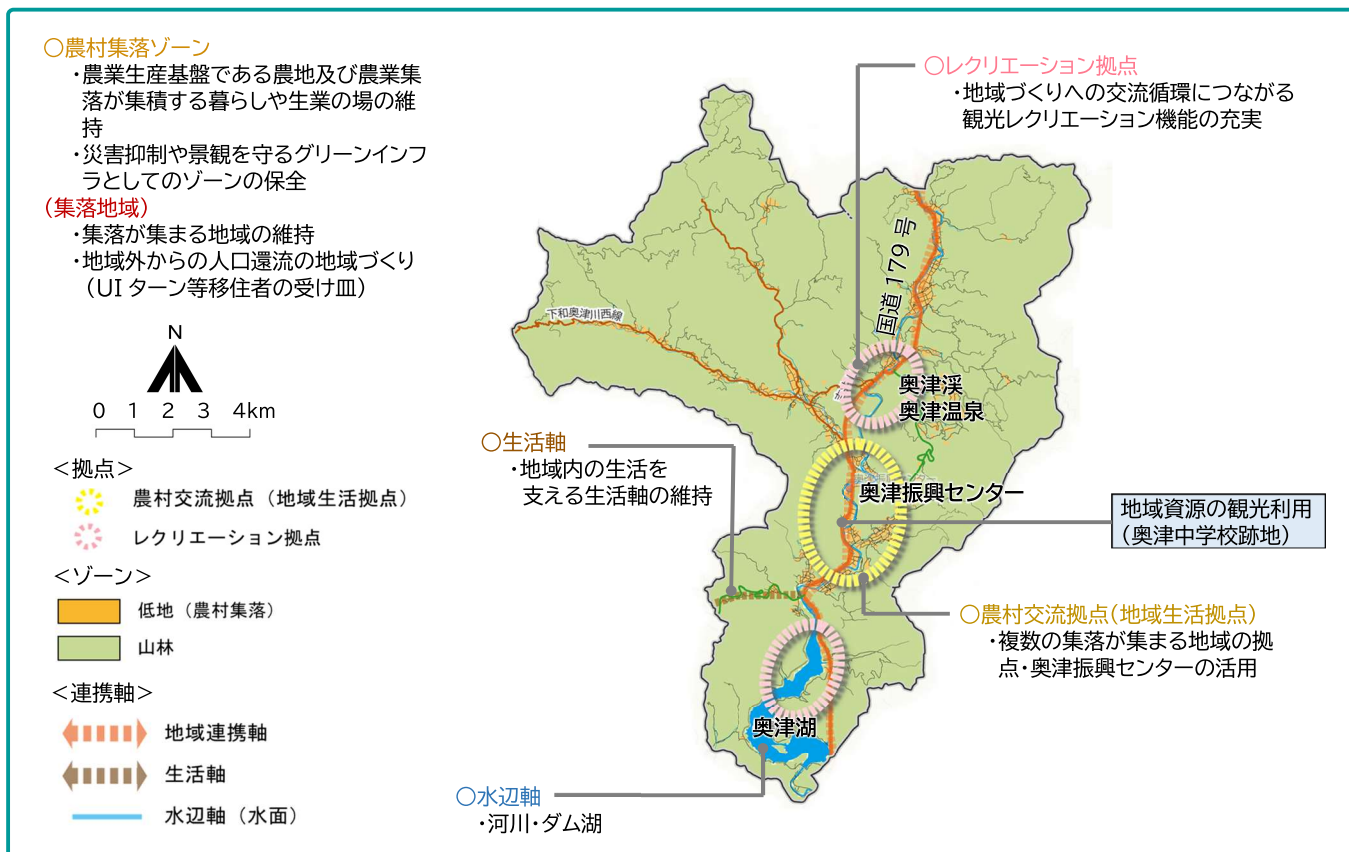 ○農村集落ゾーン
・農業生産基盤である農地及び農業集
落が集積する暮らしや生業の場の維
持
・災害抑制や景観を守るグリーンインフ
ラとしてのゾーンの保全
(集落地域)
・集落が集まる地域の維持
・地域外からの人口還流の地域づくり
(UIターン等移住者の受け皿)
N
0 1 2 3 4km
<拠点>
農村交流拠点(地域生活拠点)
レクリエーション拠点
<ゾーン>
低地(農村集落)
山林
<連携軸>
地域連携軸
生活軸
水辺軸(水面)
○レクリエーション拠点
・地域づくりへの交流循環につながる
観光レクリエーション機能の充実
国道179号
下和奥津川西線
奥津渓
奥津温泉
○生活軸
・地域内の生活を
支える生活軸の維持
奥津振興センター
地域資源の観光利用
(奥津中学校跡地)
○農村交流拠点(地域生活拠点)
・複数の集落が集まる地域の拠
点・奥津振興センターの活用
奥津湖
○水辺軸
・河川・ダム湖